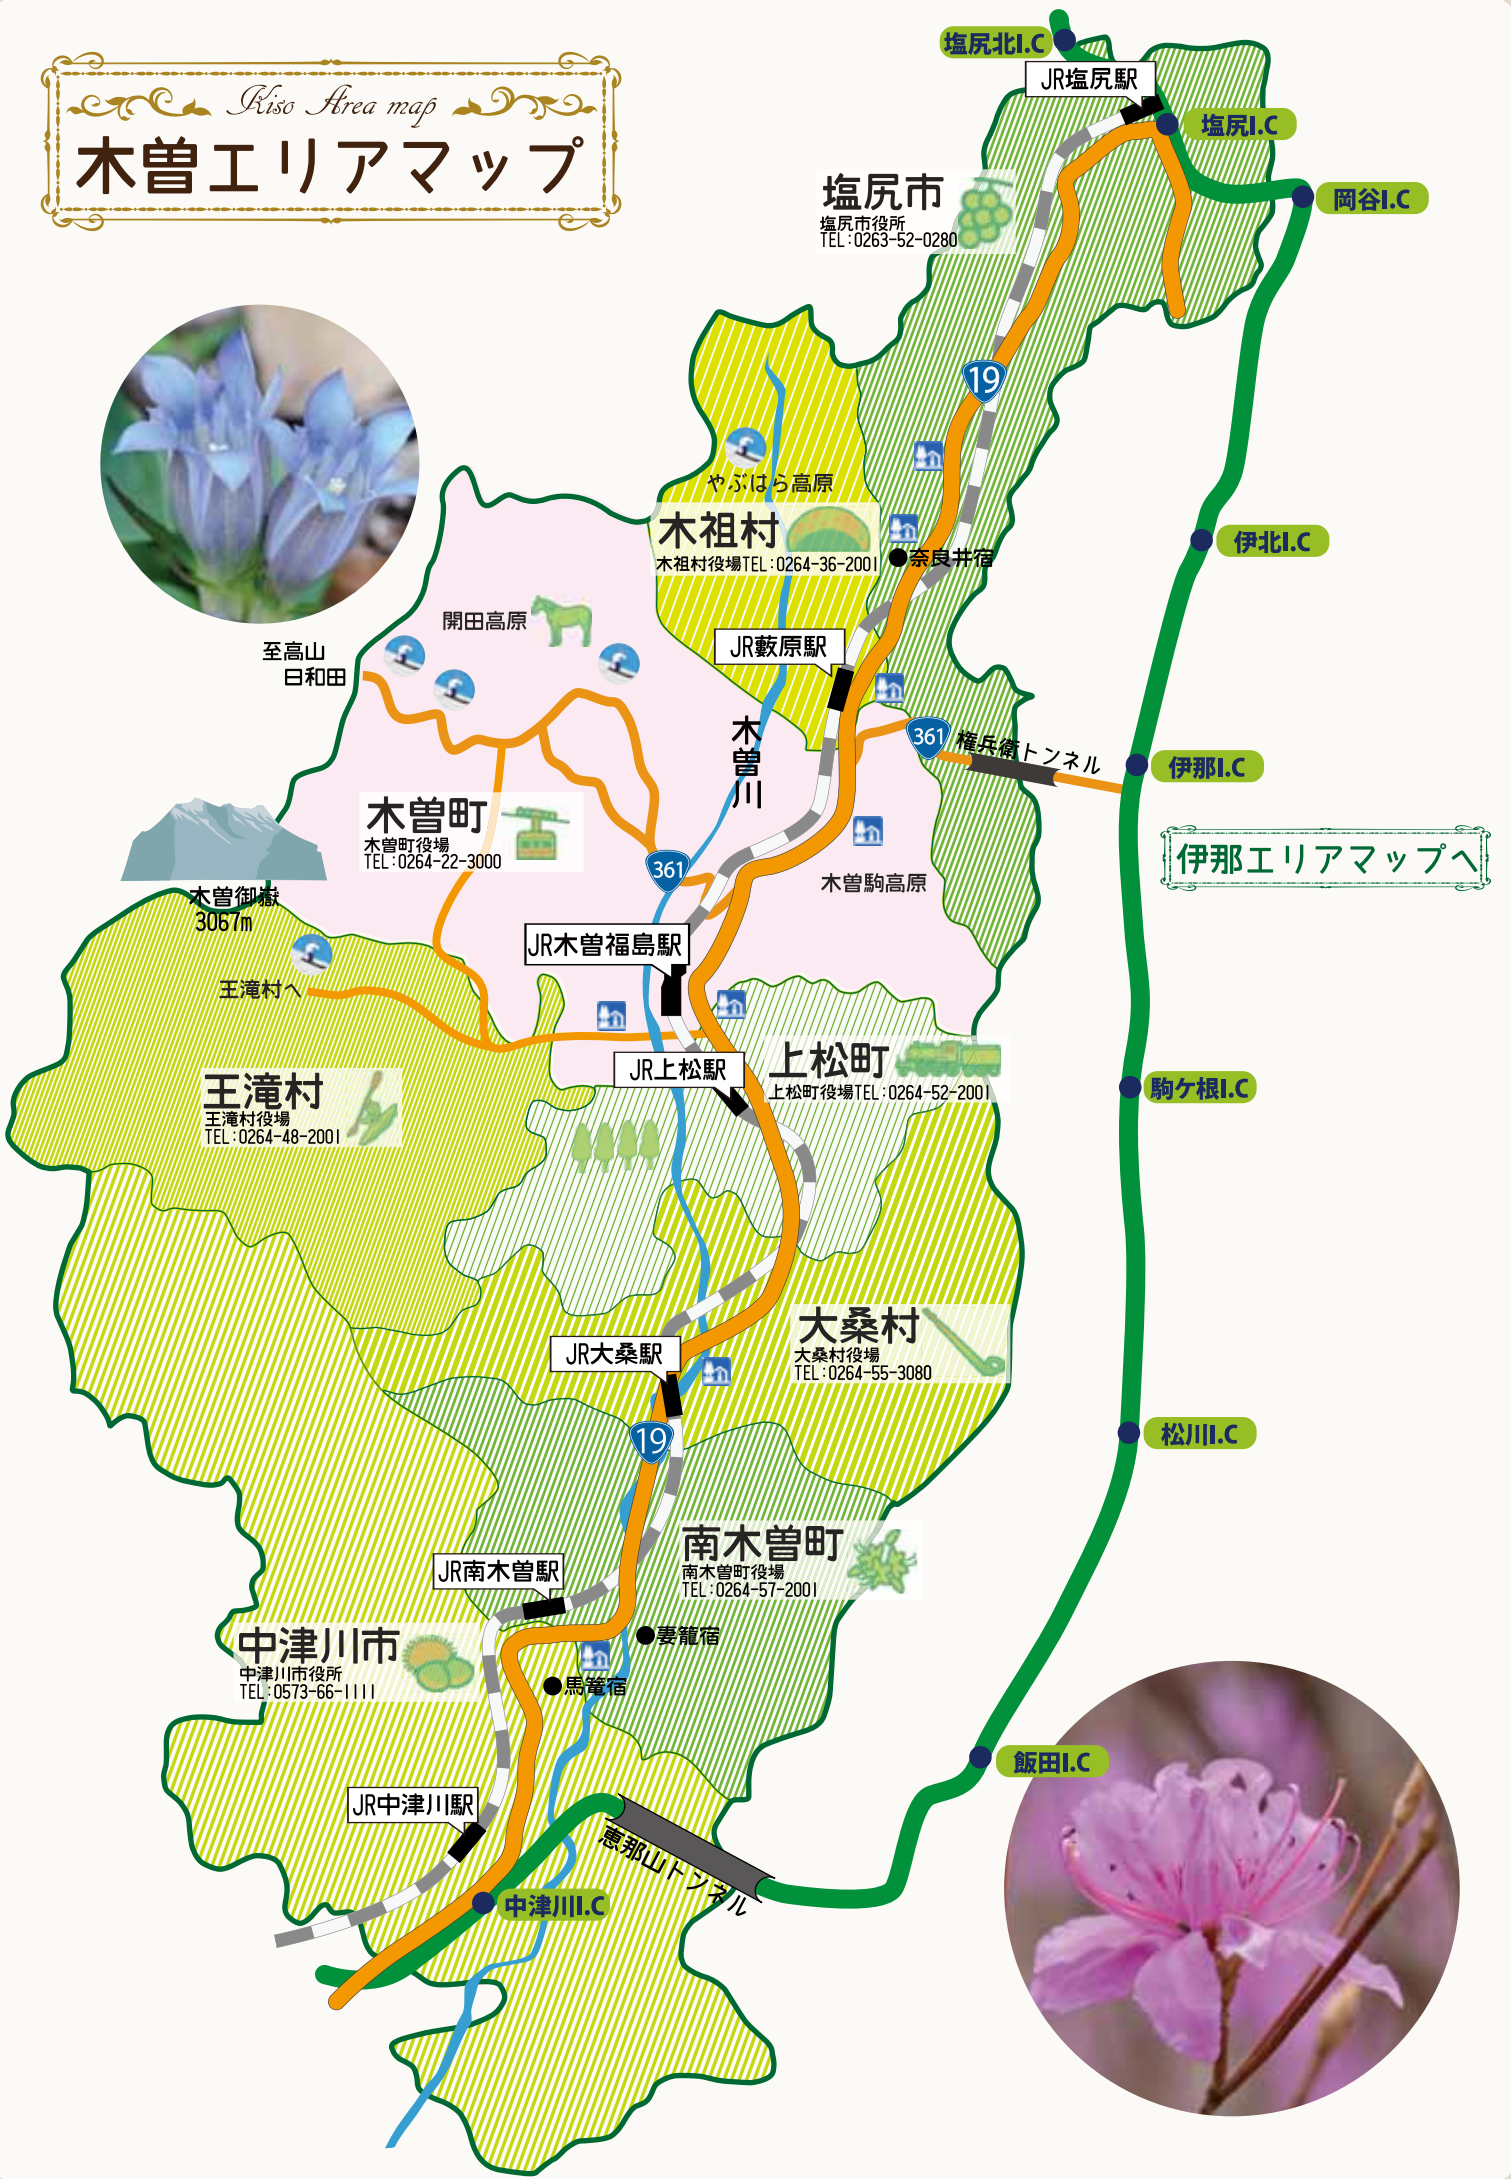 Kiso Area map
木曽エリアマップ
塩尻北I.C
JR塩尻駅
塩尻I.C
岡谷I.C
塩尻市
塩尻市役所
TEL:0263-52-0280
19
やぶはら高原
木祖村
木祖村役場TEL:0264-36-2001
奈良井宿
伊北I.C
開田高原
至高山
日和田
JR藪原駅
木曽川
361
権兵衛トンネル
伊那I.C
木曽町
木曽町役場
TEL:0264-22-3000
伊那エリアマップへ
361
木曽駒高原
木曽御嶽
3067m
JR木曽福島駅
王滝村へ
上松町
上松町役場TEL:0264-52-2001
JR上松駅
駒ケ根I.C
王滝村
王滝村役場
TEL:0264-48-2001
大桑村
大桑村役場
TEL:0264-55-3080
JR大桑駅
19
松川I.C
南木曽町
南木曽町役場
TEL:0264-57-2001
JR南木曽駅
妻籠宿
中津川市
中津川市役所
TEL:0573-66-1111
馬篭宿
飯田I.C
JR中津川駅
恵那山トンネル
中津川I.C